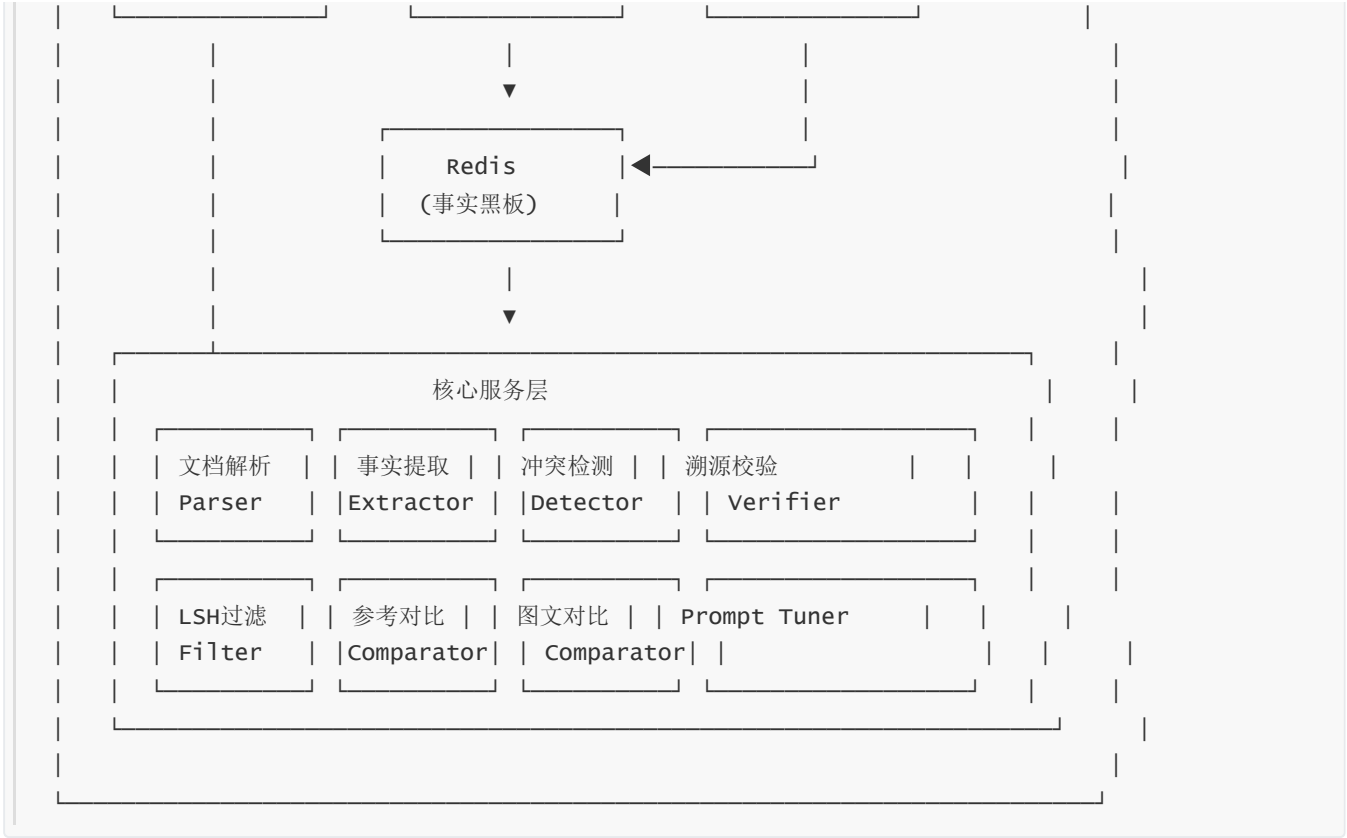 Redis
(事实黑板)
核心服务层
文档解析 事实提取 冲突检测 溯源校验
Parser Extractor Detector Verifier
LSH过滤 参考对比 图文对比 Prompt Tuner
Filter Comparator Comparator